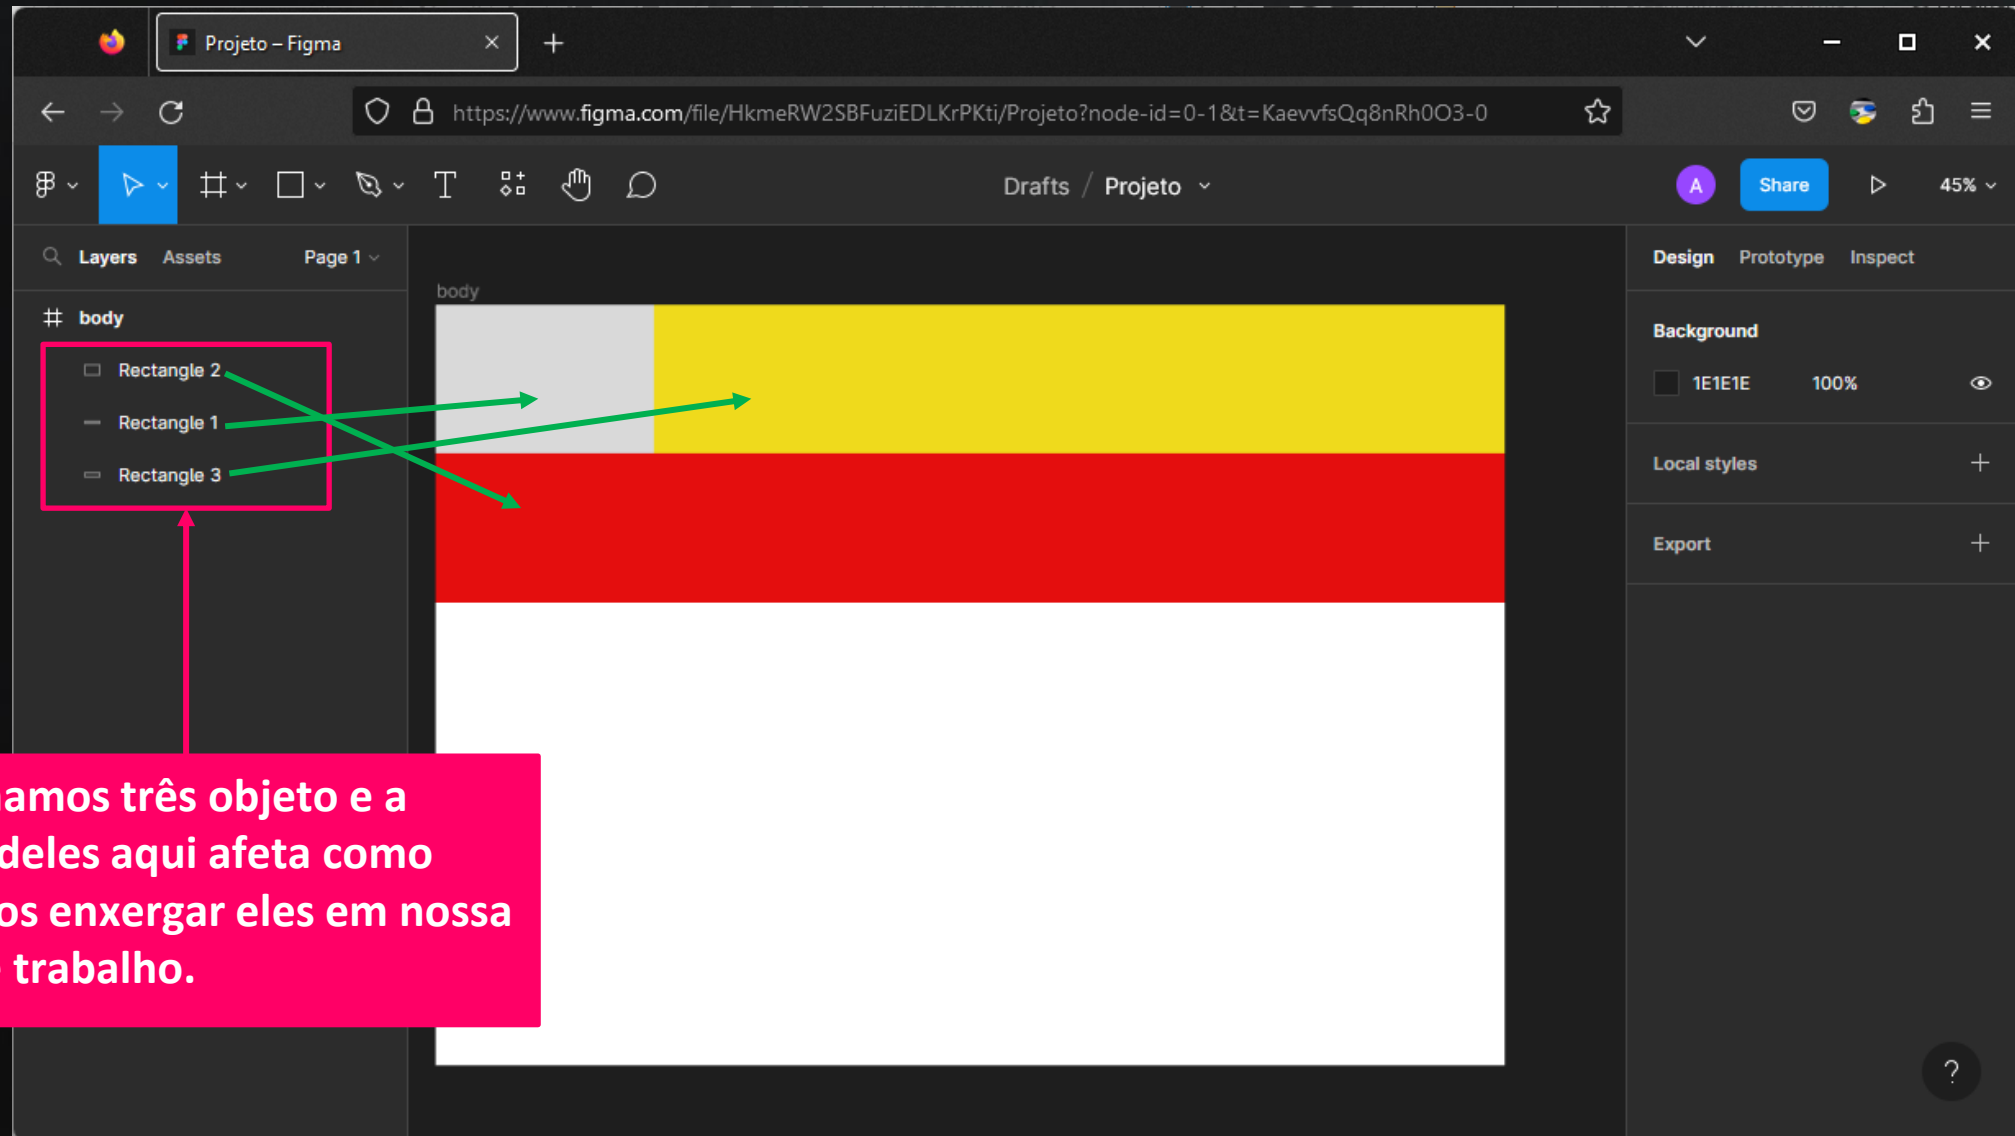 Projeto – Figma
https://www.figma.com/file/HkmeRW2SBFuziEDLKrPKti/Projeto?node-id=0-1&t=KaevvfsQq8nRh0O3-0
Drafts / Projeto
A
Share
45%
Layers Assets Page 1
Design Prototype Inspect
body
body
Rectangle 2
Rectangle 1
Rectangle 3
Background
1E1E1E 100%
Local styles
Export
três objeto e a
deles aqui afeta como
enxergar eles em nossa
trabalho.
?